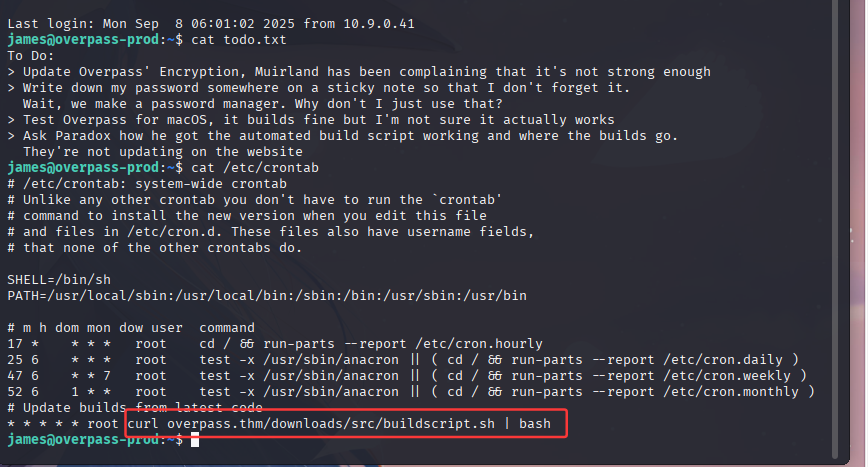 Last login: Mon Sep  8 06:01:02 2025 from 10.9.0.41
james@overpass-prod:~$ cat todo.txt
To Do:
> Update Overpass' Encryption, Muirland has been complaining that it's not strong enough
> Write down my password somewhere on a sticky note so that I don't forget it.
  Wait, we make a password manager. Why don't I just use that?
> Test Overpass for macOS, it builds fine but I'm not sure it actually works
> Ask Paradox how he got the automated build script working and where the builds go.
  They're not updating on the website
james@overpass-prod:~$ cat /etc/crontab
# /etc/crontab: system-wide crontab
# Unlike any other crontab you don't have to run the `crontab'
# command to install the new version when you edit this file
# and files in /etc/cron.d. These files also have username fields,
# that none of the other crontabs do.

SHELL=/bin/sh
PATH=/usr/local/sbin:/usr/local/bin:/sbin:/bin:/usr/sbin:/usr/bin

# m h dom mon dow user  command
17 *    * * *   root    cd / && run-parts --report /etc/cron.hourly
25 6    * * *   root    test -x /usr/sbin/anacron || ( cd / && run-parts --report /etc/cron.daily )
47 6    * * 7   root    test -x /usr/sbin/anacron || ( cd / && run-parts --report /etc/cron.weekly )
52 6    1 * *   root    test -x /usr/sbin/anacron || ( cd / && run-parts --report /etc/cron.monthly )
# Update builds from latest code
* * * * * root curl overpass.thm/downloads/src/buildscript.sh | bash
james@overpass-prod:~$